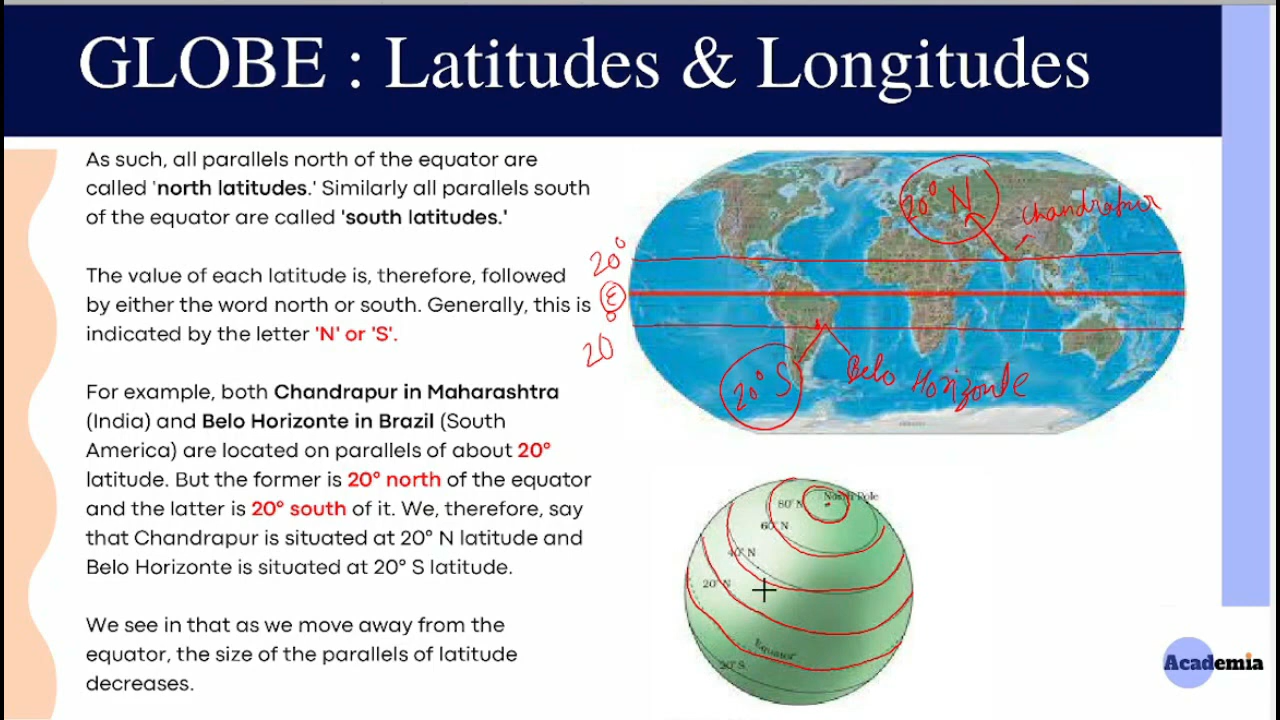 GLOBE : Latitudes & Longitudes
As such, all parallels north of the equator are
called 'north latitudes.' Similarly all parallels south
of the equator are called 'south latitudes.'
The value of each latitude is, therefore, followed
by either the word north or south. Generally, this is
indicated by the letter 'N' or 'S'.
For example, both Chandrapur in Maharashtra
(India) and Belo Horizonte in Brazil (South
America) are located on parallels of about 20°
latitude. But the former is 20° north of the equator
and the latter is 20° south of it. We, therefore, say
that Chandrapur is situated at 20° N latitude and
Belo Horizonte is situated at 20° S latitude.
We see in that as we move away from the
equator, the size of the parallels of latitude
decreases.
20° N
Chandrapur
20°
E
20°
20° S
Belo Horizonte
North Pole
80° N
60° N
40° N
20° N
Equator
20° S
Academia